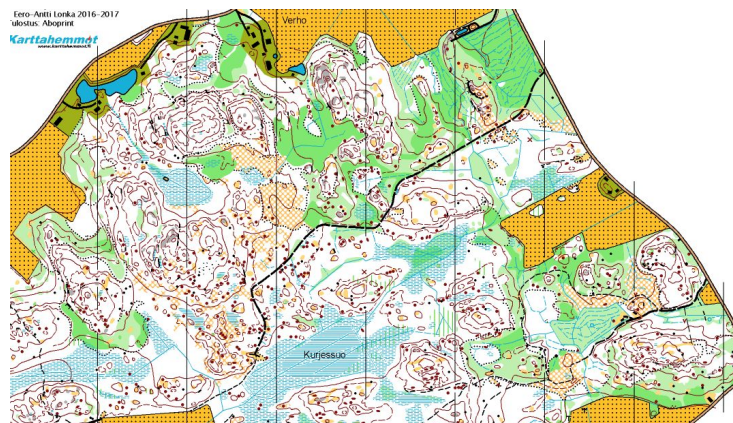 Eero-Antti Lonka 2016-2017
ulostus: Aboprint
Karttahemmot
www.karttahemmot.fi
Verho
Kurjessuo